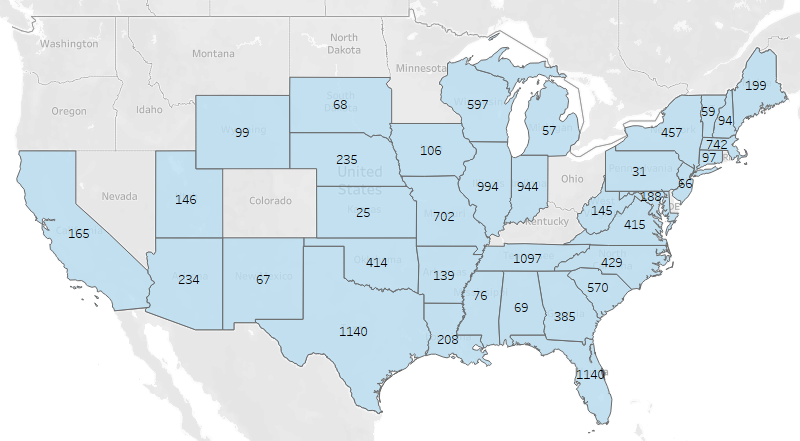 Washington
Montana
North
Dakota
Minnesota
Oregon
Idaho
Nevada
Colorado
United
States
Ohio
Kentucky
199
59
94
457
742
97
597
57
68
99
106
235
31
66
188
994
944
146
25
702
145
415
165
234
67
414
139
1097
429
570
76
69
385
1140
208
1140